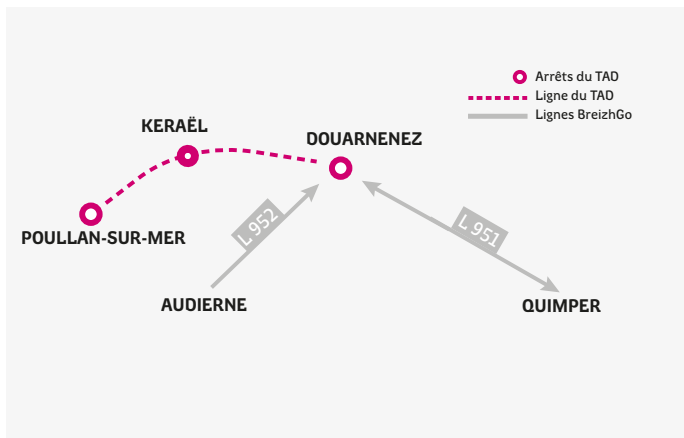 Arrêts du TAD
Ligne du TAD
Lignes BreizhGo
KERAËL
DOUARNENEZ
POULLAN-SUR-MER
L 952
L 951
AUDIERNE
QUIMPER